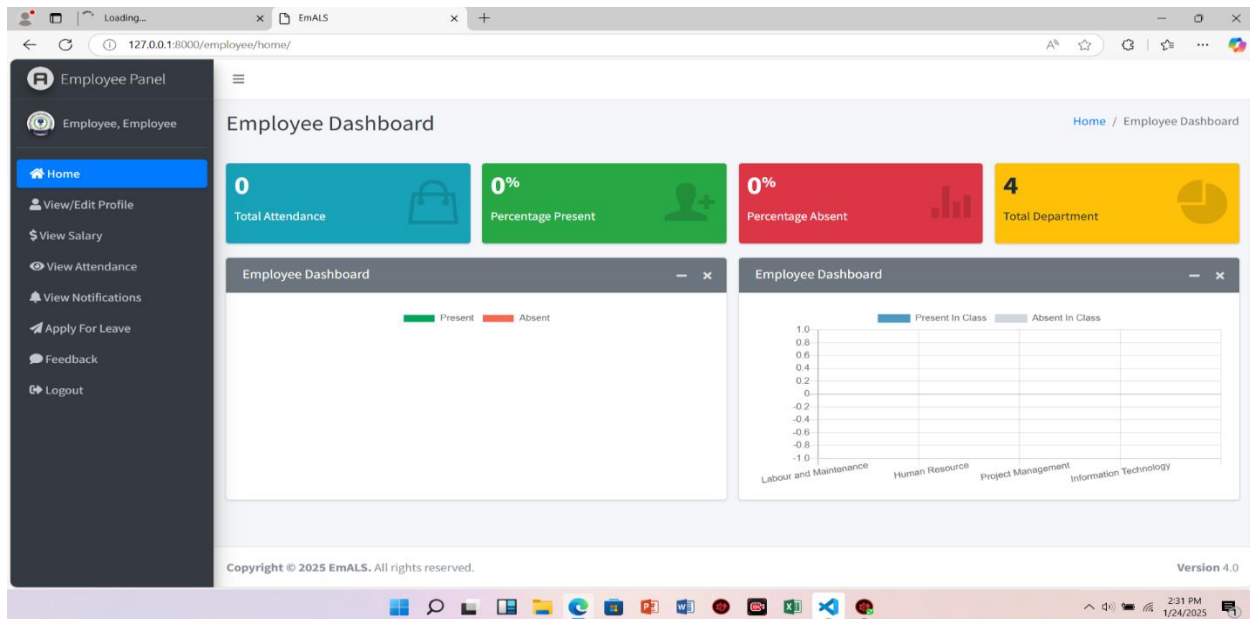 Loading...
EmALS
127.0.0.1:8000/employee/home/
Employee Panel
Employee, Employee
Home
View/Edit Profile
View Salary
View Attendance
View Notifications
Apply For Leave
Feedback
Logout
Employee Dashboard
Home / Employee Dashboard
0
Total Attendance
0%
Percentage Present
0%
Percentage Absent
4
Total Department
Employee Dashboard
Present Absent
Employee Dashboard
Present In Class Absent In Class
1.0
0.8
0.6
0.4
0.2
0
-0.2
-0.4
-0.6
-0.8
-1.0
Labour and Maintenance Human Resource Project Management Information Technology
Copyright © 2025 EmALS. All rights reserved.
Version 4.0
2:31 PM
1/24/2025